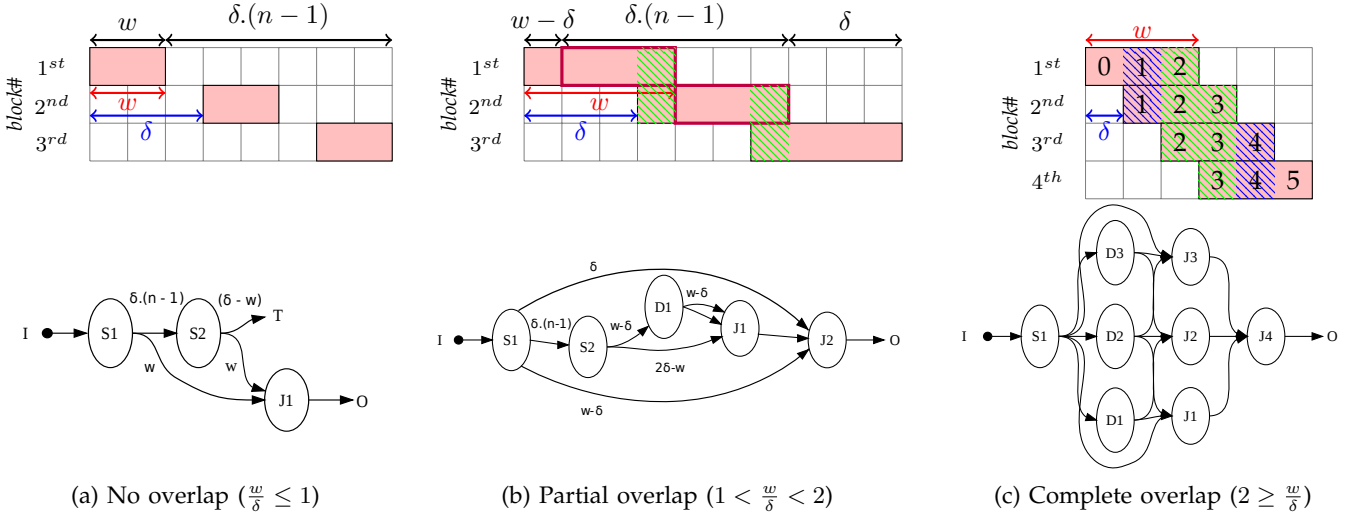 w δ.(n − 1)
block#
1st
2nd
3rd
w
δ
I S1 δ.(n - 1) S2 (δ - w) T
w w
J1 O
(a) No overlap (w/δ ≤ 1)
w − δ δ.(n − 1) δ
block#
1st
2nd
3rd
w
δ
I S1 δ.(n-1) S2 w-δ D1 w-δ J1 J2 O
δ
2δ-w
w-δ
(b) Partial overlap (1 < w/δ < 2)
w
block#
1st 0 1 2
2nd 1 2 3
δ
3rd 2 3 4
4th 3 4 5
D3 J3
I S1 D2 J2 J4 O
D1 J1
(c) Complete overlap (2 ≥ w/δ)